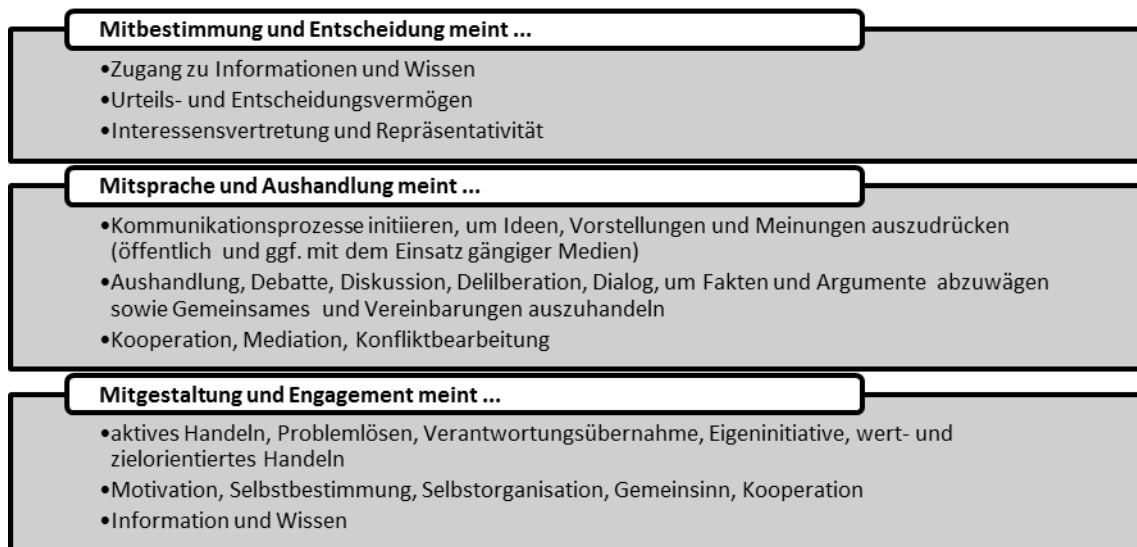 Mitbestimmung und Entscheidung meint ...
•Zugang zu Informationen und Wissen
•Urteils- und Entscheidungsvermögen
•Interessensvertretung und Repräsentativität
Mitsprache und Aushandlung meint ...
•Kommunikationsprozesse initiieren, um Ideen, Vorstellungen und Meinungen auszudrücken
(öffentlich und ggf. mit dem Einsatz gängiger Medien)
•Aushandlung, Debatte, Diskussion, Delilberation, Dialog, um Fakten und Argumente abzuwägen
sowie Gemeinsames und Vereinbarungen auszuhandeln
•Kooperation, Mediation, Konfliktbearbeitung
Mitgestaltung und Engagement meint ...
•aktives Handeln, Problemlösen, Verantwortungsübernahme, Eigeninitiative, wert- und
zielorientiertes Handeln
•Motivation, Selbstbestimmung, Selbstorganisation, Gemeinsinn, Kooperation
•Information und Wissen